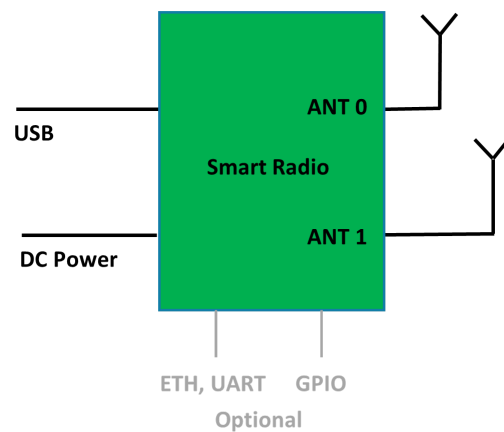 ANT 0
USB
Smart Radio
ANT 1
DC Power
ETH, UART GPIO
Optional